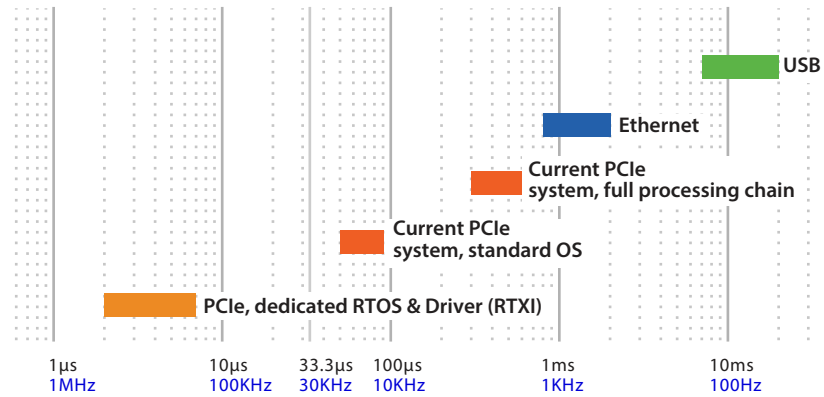 USB
Ethernet
Current PCIe
system, full processing chain
Current PCIe
system, standard OS
PCIe, dedicated RTOS & Driver (RTXI)
1µs 10µs 33.3µs 100µs 1ms 10ms
1MHz 100KHz 30KHz 10KHz 1KHz 100Hz